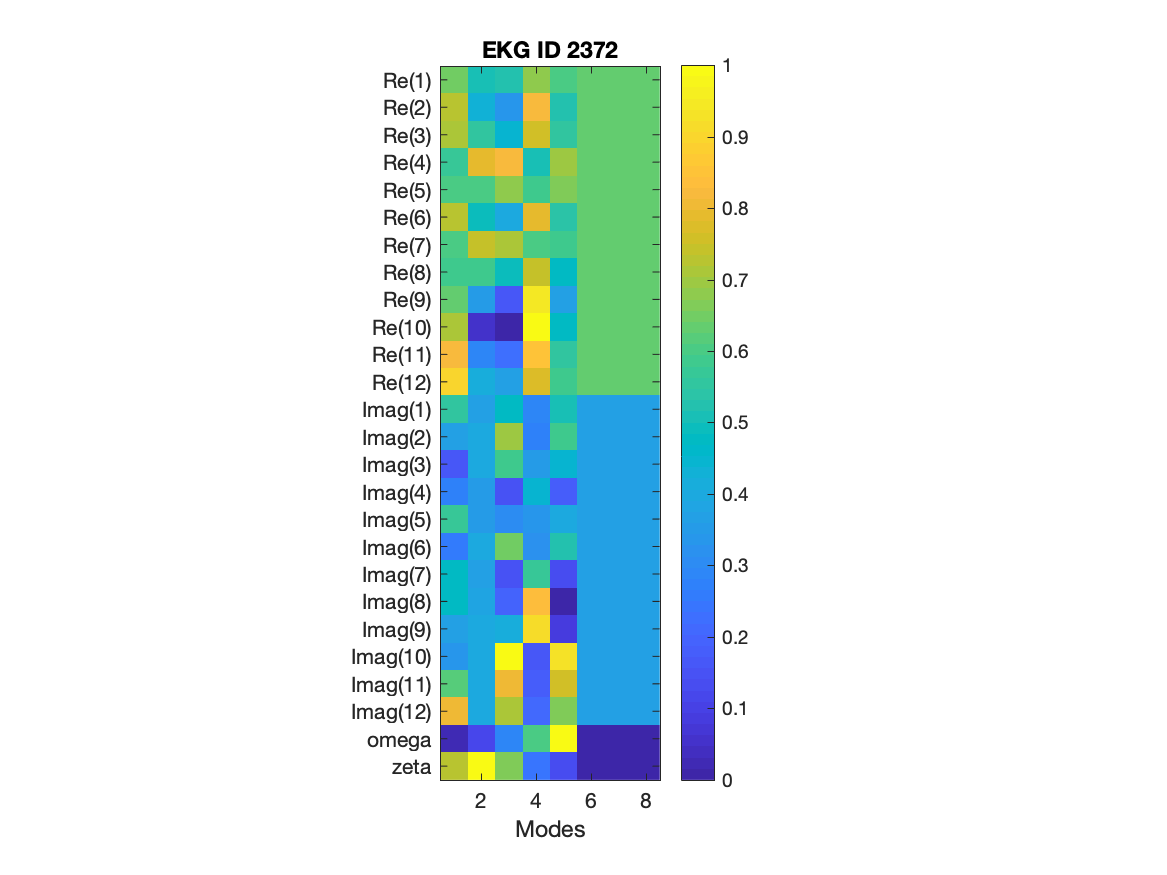 EKG ID 2372
Re(1)
Re(2)
Re(3)
Re(4)
Re(5)
Re(6)
Re(7)
Re(8)
Re(9)
Re(10)
Re(11)
Re(12)
Imag(1)
Imag(2)
Imag(3)
Imag(4)
Imag(5)
Imag(6)
Imag(7)
Imag(8)
Imag(9)
Imag(10)
Imag(11)
Imag(12)
omega
zeta
2 4 6 8
Modes
1
0.9
0.8
0.7
0.6
0.5
0.4
0.3
0.2
0.1
0